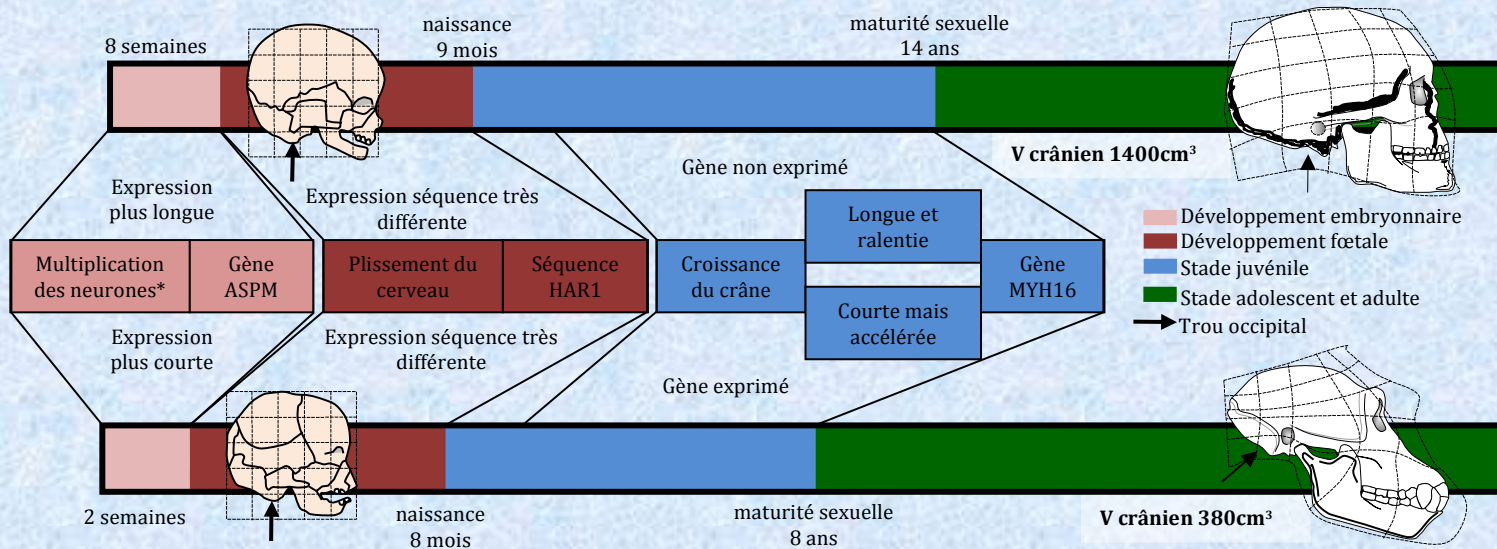 naissance
9 mois
maturité sexuelle
14 ans
8 semaines
V crânien 1400cm³
Gène non exprimé
Expression
plus longue
Expression séquence très
différente
Longue et
ralentie
Développement embryonnaire
Développement fœtale
Stade juvénile
Stade adolescent et adulte
Trou occipital
Multiplication
des neurones*
Gène
ASPM
Plissement du
cerveau
Séquence
HAR1
Croissance
du crâne
Gène
MYH16
Courte mais
accélérée
Expression
plus courte
Expression séquence très
différente
Gène exprimé
2 semaines
naissance
8 mois
maturité sexuelle
8 ans
V crânien 380cm³